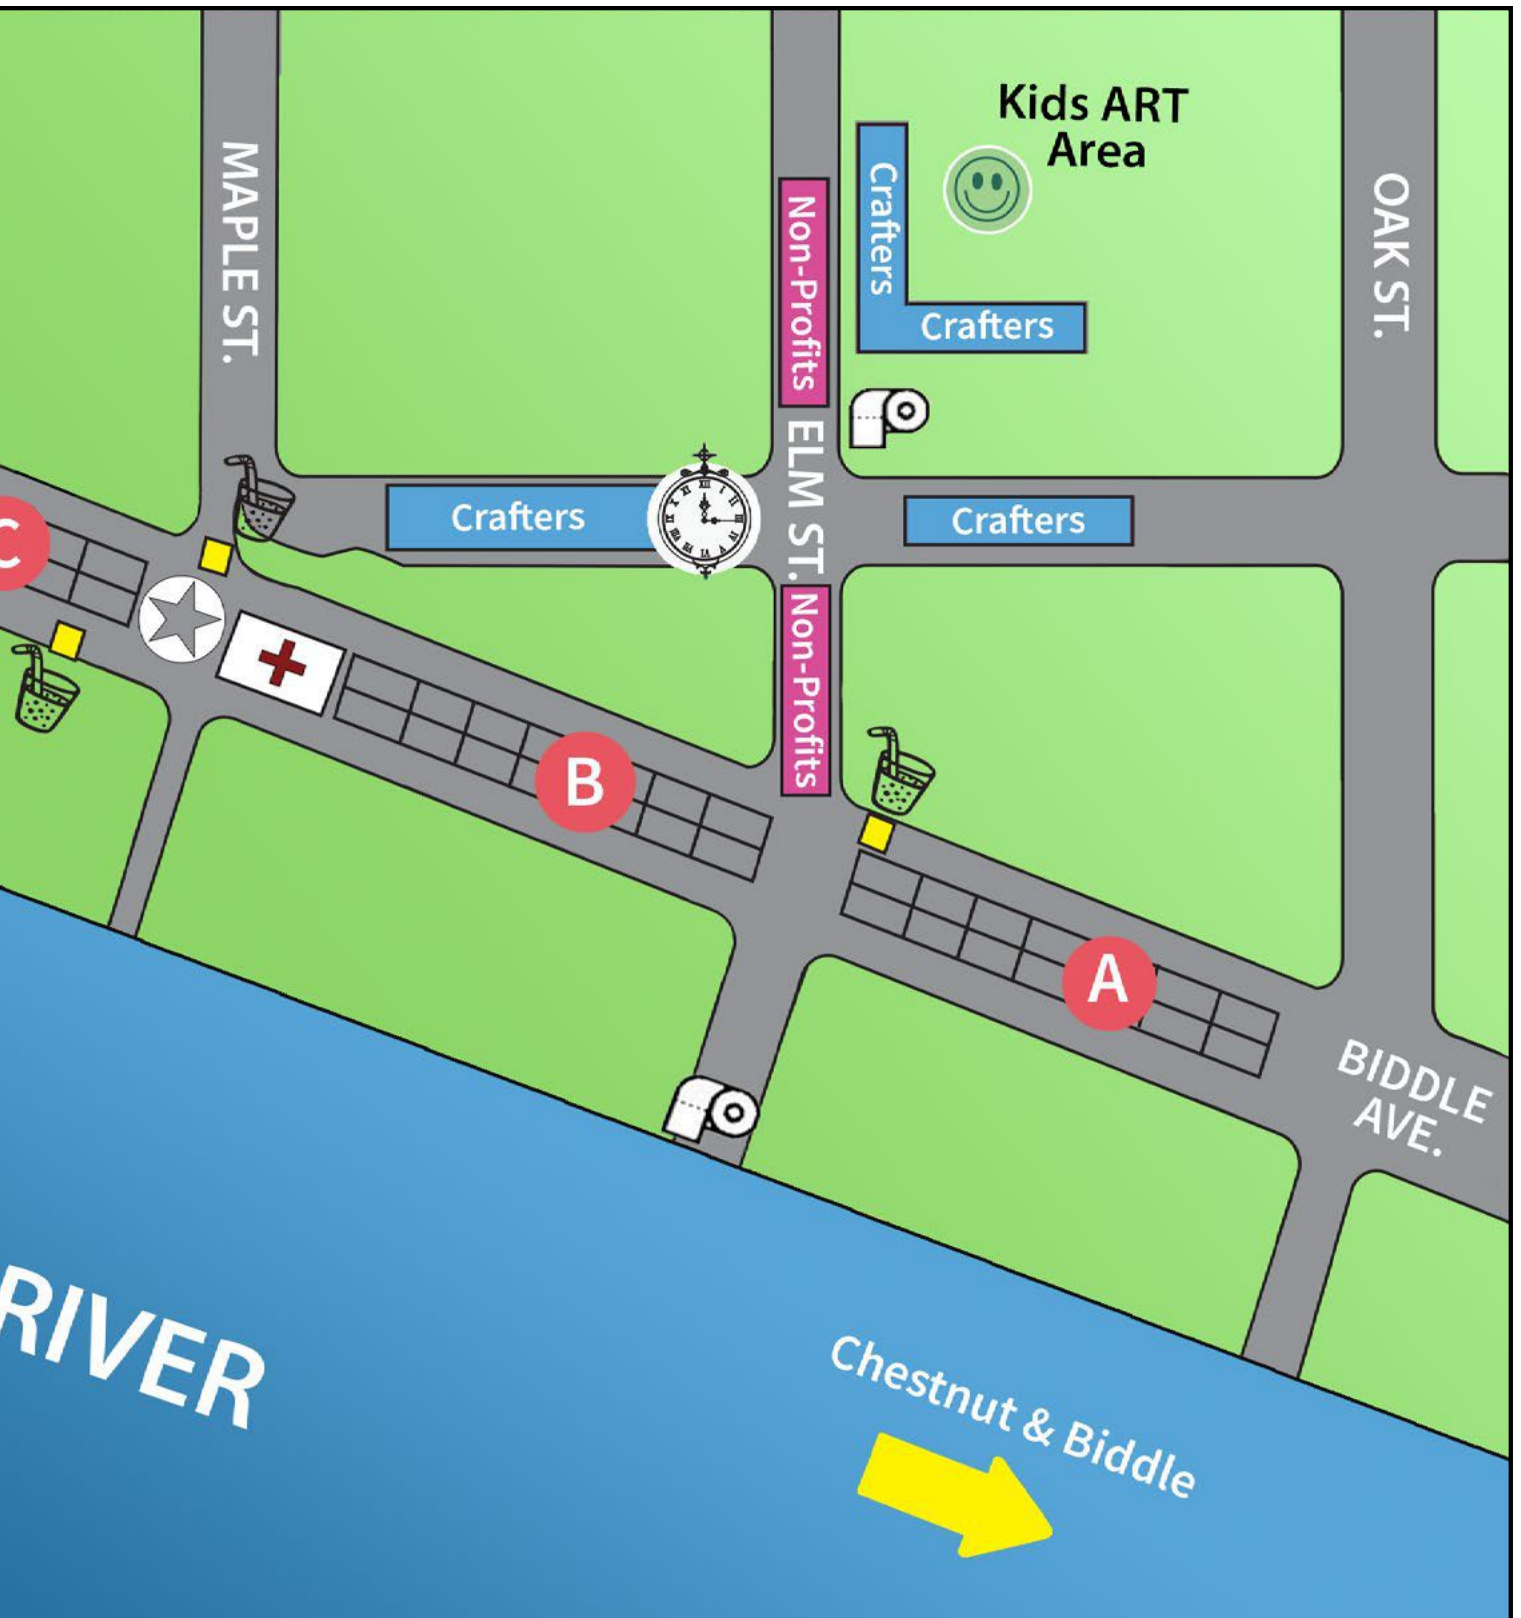 Kids ART
Area
MAPLE ST.
Crafters
Crafters
Non-Profits
OAK ST.
ELM ST.
Crafters
Crafters
C
Non-Profits
B
A
BIDDLE
AVE.
RIVER
Chestnut & Biddle